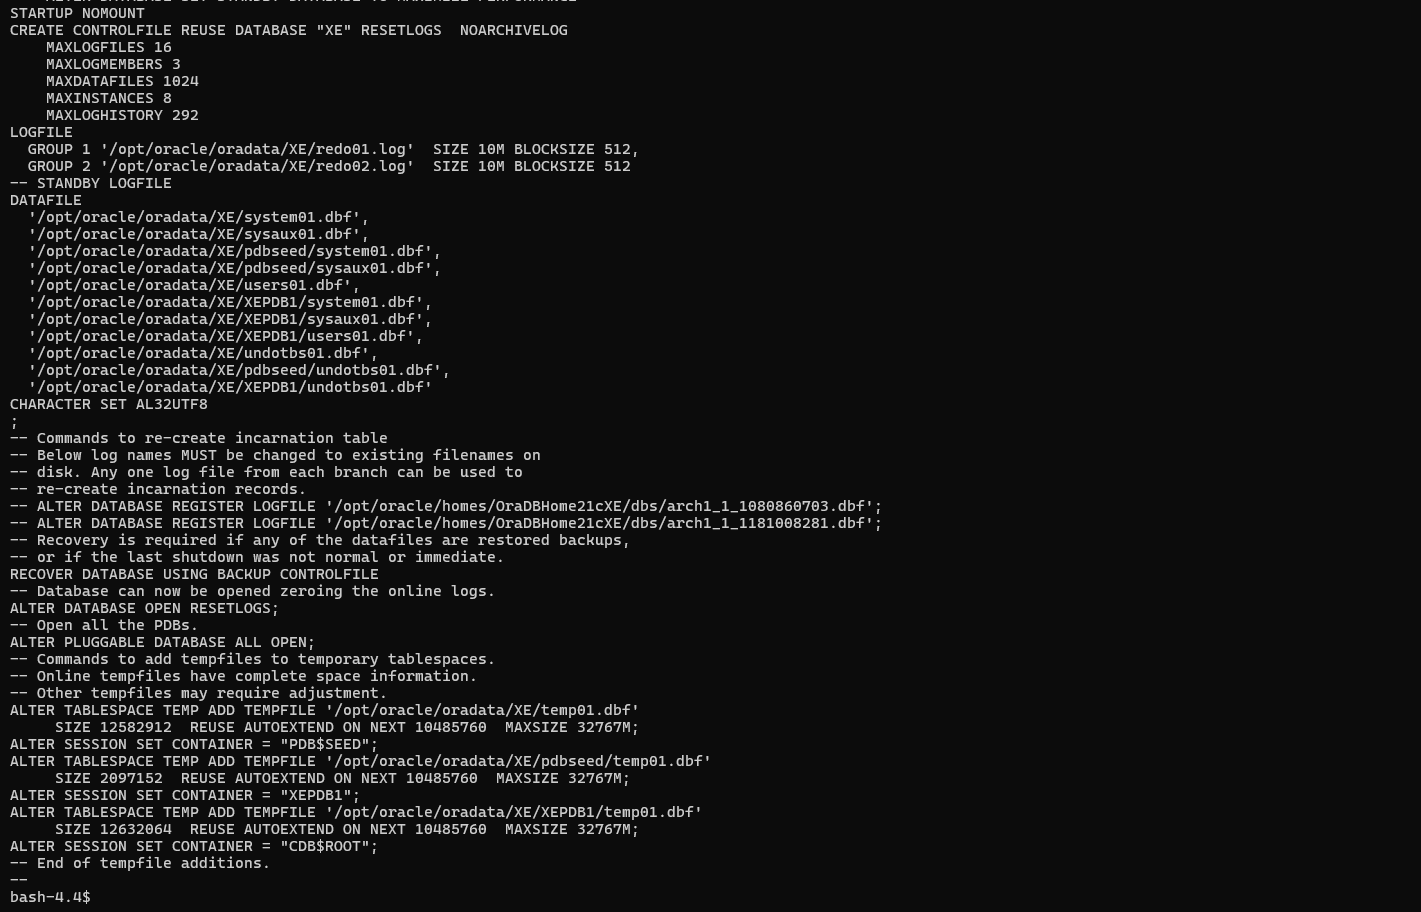 STARTUP NOMOUNT
CREATE CONTROLFILE REUSE DATABASE "XE" RESETLOGS  NOARCHIVELOG
    MAXLOGFILES 16
    MAXLOGMEMBERS 3
    MAXDATAFILES 1024
    MAXINSTANCES 8
    MAXLOGHISTORY 292
LOGFILE
  GROUP 1 '/opt/oracle/oradata/XE/redo01.log'  SIZE 10M BLOCKSIZE 512,
  GROUP 2 '/opt/oracle/oradata/XE/redo02.log'  SIZE 10M BLOCKSIZE 512
-- STANDBY LOGFILE
DATAFILE
  '/opt/oracle/oradata/XE/system01.dbf',
  '/opt/oracle/oradata/XE/sysaux01.dbf',
  '/opt/oracle/oradata/XE/pdbseed/system01.dbf',
  '/opt/oracle/oradata/XE/pdbseed/sysaux01.dbf',
  '/opt/oracle/oradata/XE/users01.dbf',
  '/opt/oracle/oradata/XE/XEPDB1/system01.dbf',
  '/opt/oracle/oradata/XE/XEPDB1/sysaux01.dbf',
  '/opt/oracle/oradata/XE/XEPDB1/users01.dbf',
  '/opt/oracle/oradata/XE/undotbs01.dbf',
  '/opt/oracle/oradata/XE/pdbseed/undotbs01.dbf',
  '/opt/oracle/oradata/XE/XEPDB1/undotbs01.dbf'
CHARACTER SET AL32UTF8
;
-- Commands to re-create incarnation table
-- Below log names MUST be changed to existing filenames on
-- disk. Any one log file from each branch can be used to
-- re-create incarnation records.
-- ALTER DATABASE REGISTER LOGFILE '/opt/oracle/homes/OraDBHome21cXE/dbs/arch1_1_1080860703.dbf';
-- ALTER DATABASE REGISTER LOGFILE '/opt/oracle/homes/OraDBHome21cXE/dbs/arch1_1_1181008281.dbf';
-- Recovery is required if any of the datafiles are restored backups,
-- or if the last shutdown was not normal or immediate.
RECOVER DATABASE USING BACKUP CONTROLFILE
-- Database can now be opened zeroing the online logs.
ALTER DATABASE OPEN RESETLOGS;
-- Open all the PDBs.
ALTER PLUGGABLE DATABASE ALL OPEN;
-- Commands to add tempfiles to temporary tablespaces.
-- Online tempfiles have complete space information.
-- Other tempfiles may require adjustment.
ALTER TABLESPACE TEMP ADD TEMPFILE '/opt/oracle/oradata/XE/temp01.dbf'
     SIZE 12582912  REUSE AUTOEXTEND ON NEXT 10485760  MAXSIZE 32767M;
ALTER SESSION SET CONTAINER = "PDB$SEED";
ALTER TABLESPACE TEMP ADD TEMPFILE '/opt/oracle/oradata/XE/pdbseed/temp01.dbf'
     SIZE 2097152  REUSE AUTOEXTEND ON NEXT 10485760  MAXSIZE 32767M;
ALTER SESSION SET CONTAINER = "XEPDB1";
ALTER TABLESPACE TEMP ADD TEMPFILE '/opt/oracle/oradata/XE/XEPDB1/temp01.dbf'
     SIZE 12632064  REUSE AUTOEXTEND ON NEXT 10485760  MAXSIZE 32767M;
ALTER SESSION SET CONTAINER = "CDB$ROOT";
-- End of tempfile additions.
--
bash-4.4$